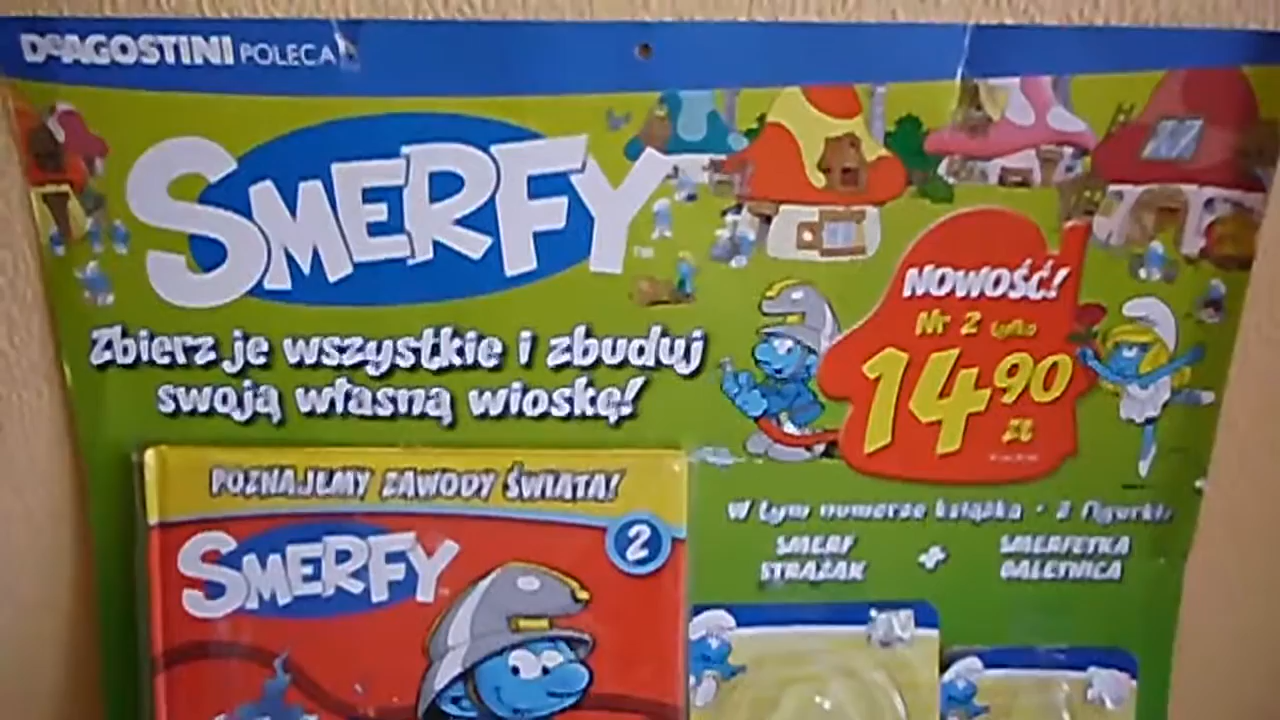 DeAGOSTINI POLECA
SMERFY
Zbierz je wszystkie i zbuduj
swoją własną wioskę!
NOWOŚĆ!
Nr 2 tylko
14,90
zł
POZNAJEMY ZAWODY ŚWIATA!
2
SMERFY
W tym numerze książka + 2 figurki:
SMERF
STRAŻAK
+
SMERFETKA
BALETNICA